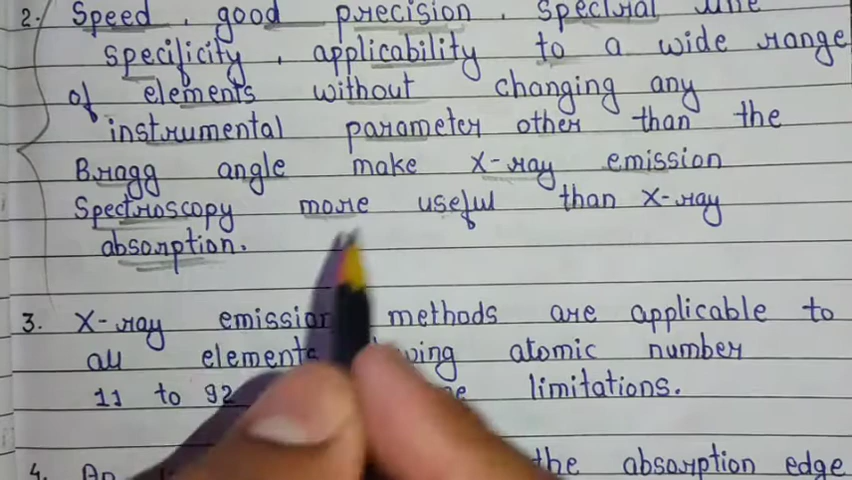 2. Speed, good precision, spectral line
specificity, applicability to a wide range
of elements without changing any
instrumental parameter other than the
Bragg angle make X-ray emission
Spectroscopy more useful than X-ray
absorption.
3. X-ray emission methods are applicable to
all elements atomic number
11 to 92 limitations.
4. An the absorption edge